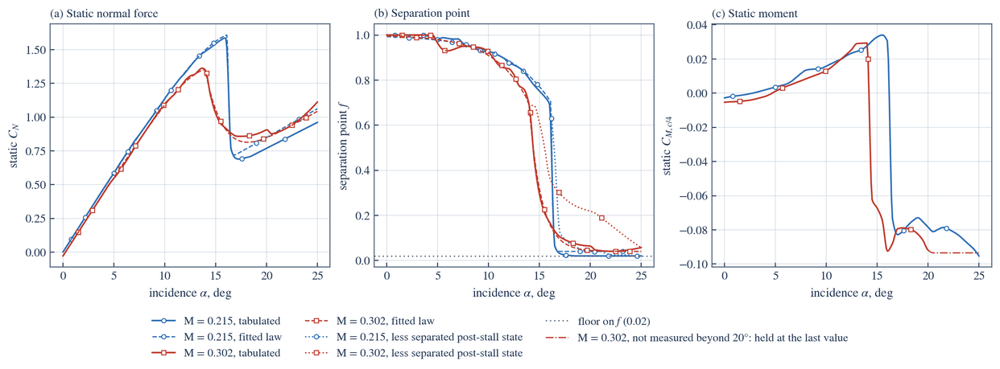 (a) Static normal force
(b) Separation point
(c) Static moment
static C_N
1.50
1.25
1.00
0.75
0.50
0.25
0.00
0
5
10
15
20
25
incidence α, deg
separation point f
1.0
0.8
0.6
0.4
0.2
0.0
0
5
10
15
20
25
incidence α, deg
static C_{M,c/4}
0.04
0.02
0.00
−0.02
−0.04
−0.06
−0.08
−0.10
0
5
10
15
20
25
incidence α, deg
M = 0.215, tabulated
M = 0.215, fitted law
M = 0.302, tabulated
M = 0.302, fitted law
M = 0.215, less separated post-stall state
M = 0.302, less separated post-stall state
floor on f (0.02)
M = 0.302, not measured beyond 20°: held at the last value